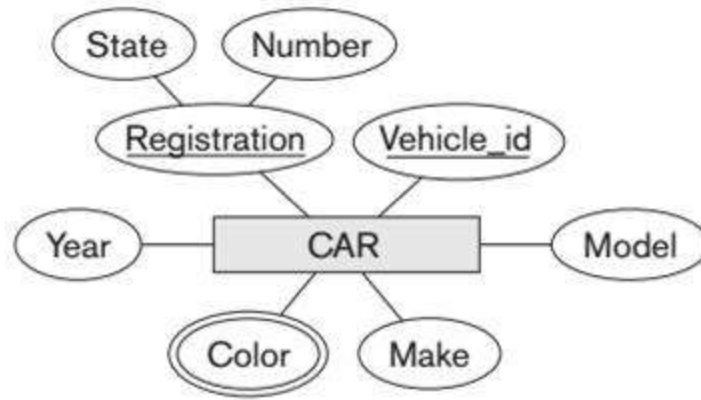 State
Number
Registration
Vehicle_id
Year
CAR
Model
Color
Make